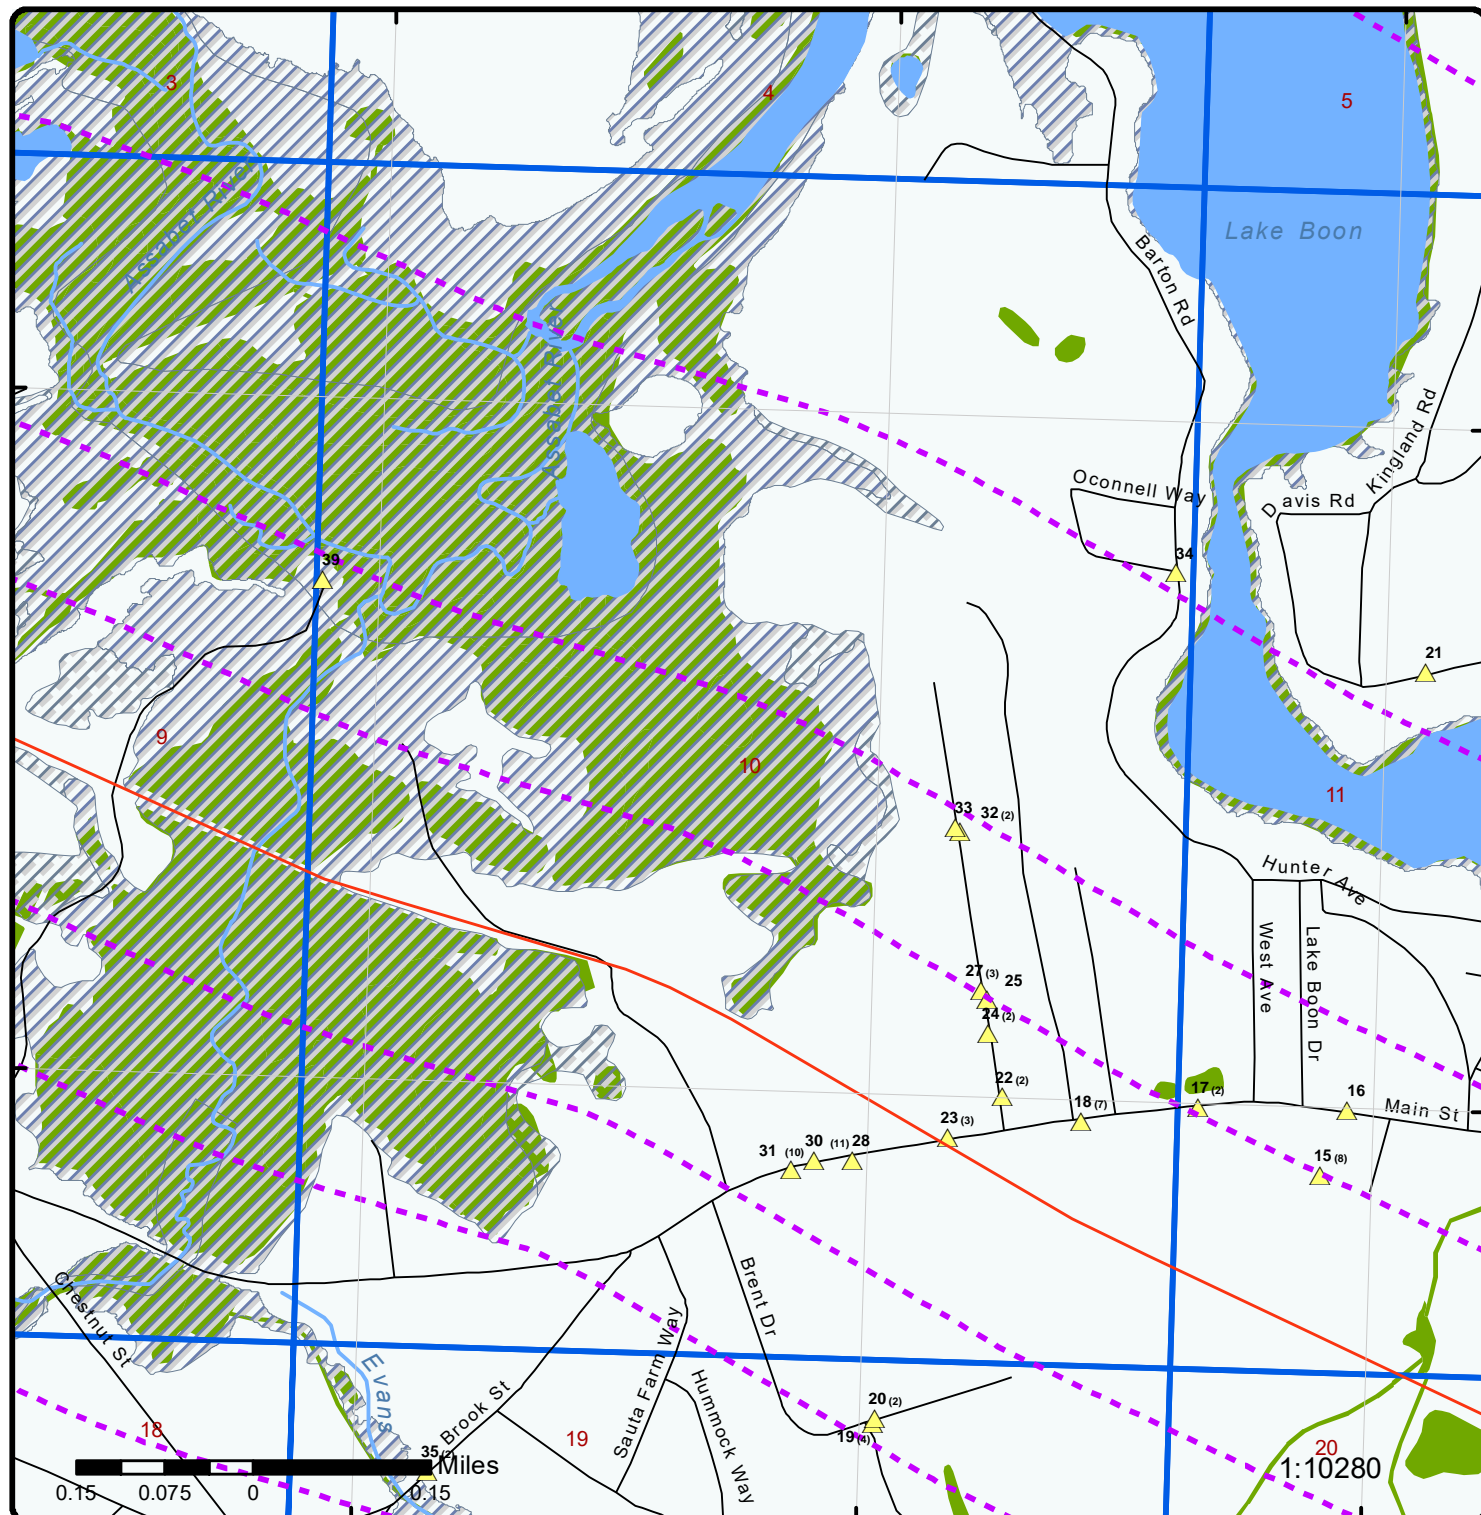 3
4
5
Assabet River
Lake Boon
Barton Rd
Assabet River
Kingland Rd
Oconnell Way
Davis Rd
39
34
21
9
10
11
33 32 (2)
Hunter Ave
West Ave
Lake Boon Dr
27 (3) 25
24 (2)
22 (2)
17 (2)
16
18 (7)
Main St
23 (3)
31 (10) 30 (11) 28
15 (8)
Chestnut St
Brent Dr
Evans
Sauta Farm Way
Hummock Way
Brook St
20 (2)
19 (4)
18
19
20
35 (2)
Miles
1:10280
0.15 0.075 0 0.15